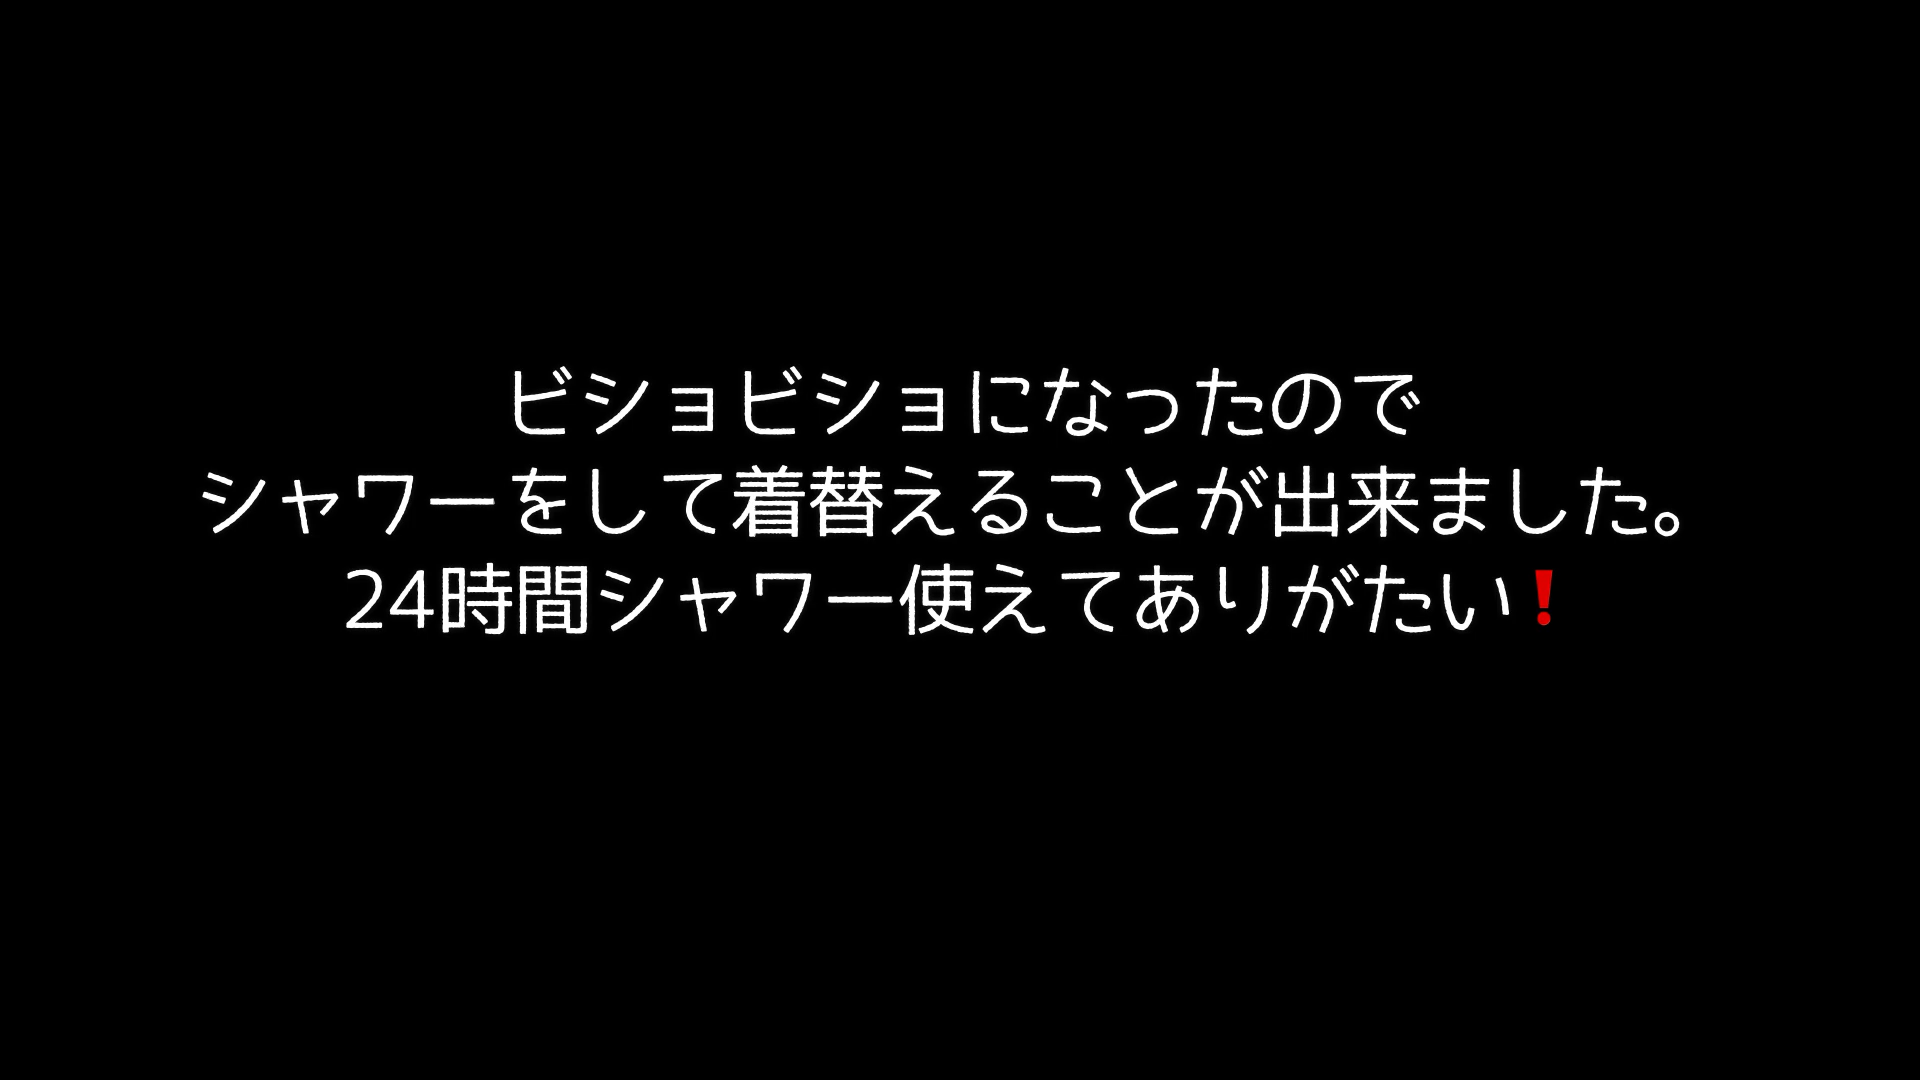 ビショビショになったので
シャワーをして着替えることが出来ました。
24時間シャワー使えてありがたい❗